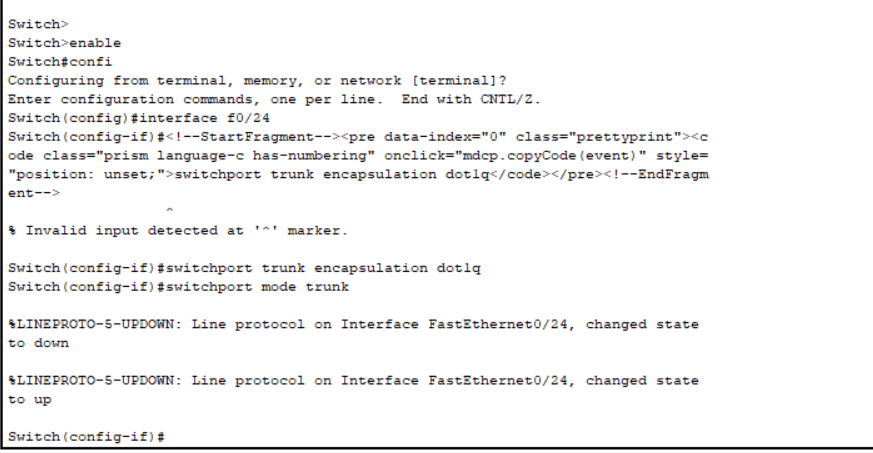 Switch>
Switch>enable
Switch#confi
Configuring from terminal, memory, or network [terminal]?
Enter configuration commands, one per line.  End with CNTL/Z.
Switch(config)#interface f0/24
Switch(config-if)#<!--StartFragment--><pre data-index="0" class="prettyprint"><c
ode class="prism language-c has-numbering" onclick="mdcp.copyCode(event)" style=
"position: unset;">switchport trunk encapsulation dot1q</code></pre><!--EndFragm
ent-->
^
% Invalid input detected at '^' marker.
Switch(config-if)#switchport trunk encapsulation dot1q
Switch(config-if)#switchport mode trunk
%LINEPROTO-5-UPDOWN: Line protocol on Interface FastEthernet0/24, changed state
to down
%LINEPROTO-5-UPDOWN: Line protocol on Interface FastEthernet0/24, changed state
to up
Switch(config-if)#